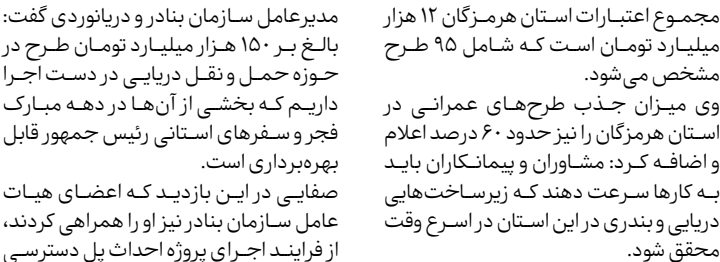 مجموع اعتبارات استان هرمزگان ۱۲ هزار
میلیارد تومان است که شامل ۹۵ طرح
مشخص می‌شود.
وی میزان جذب طرح‌های عمرانی در
استان هرمزگان را نیز حدود ۶۰ درصد اعلام
و اضافه کرد: مشاوران و پیمانکاران باید
به کارها سرعت دهند که زیرساخت‌هایی
دریایی و بندری در این استان در اسرع وقت
محقق شود.
مدیرعامل سازمان بنادر و دریانوردی گفت:
بالغ بر ۱۵۰ هزار میلیارد تومان طرح در
حوزه حمل و نقل دریایی در دست اجرا
داریم که بخشی از آن‌ها در دهه مبارک
فجر و سفرهای استانی رئیس جمهور قابل
بهره‌برداری است.
صفایی در این بازدید که اعضای هیات
عامل سازمان بنادر نیز او را همراهی کردند،
از فرایند اجرای پروژه احداث پل دسترسی